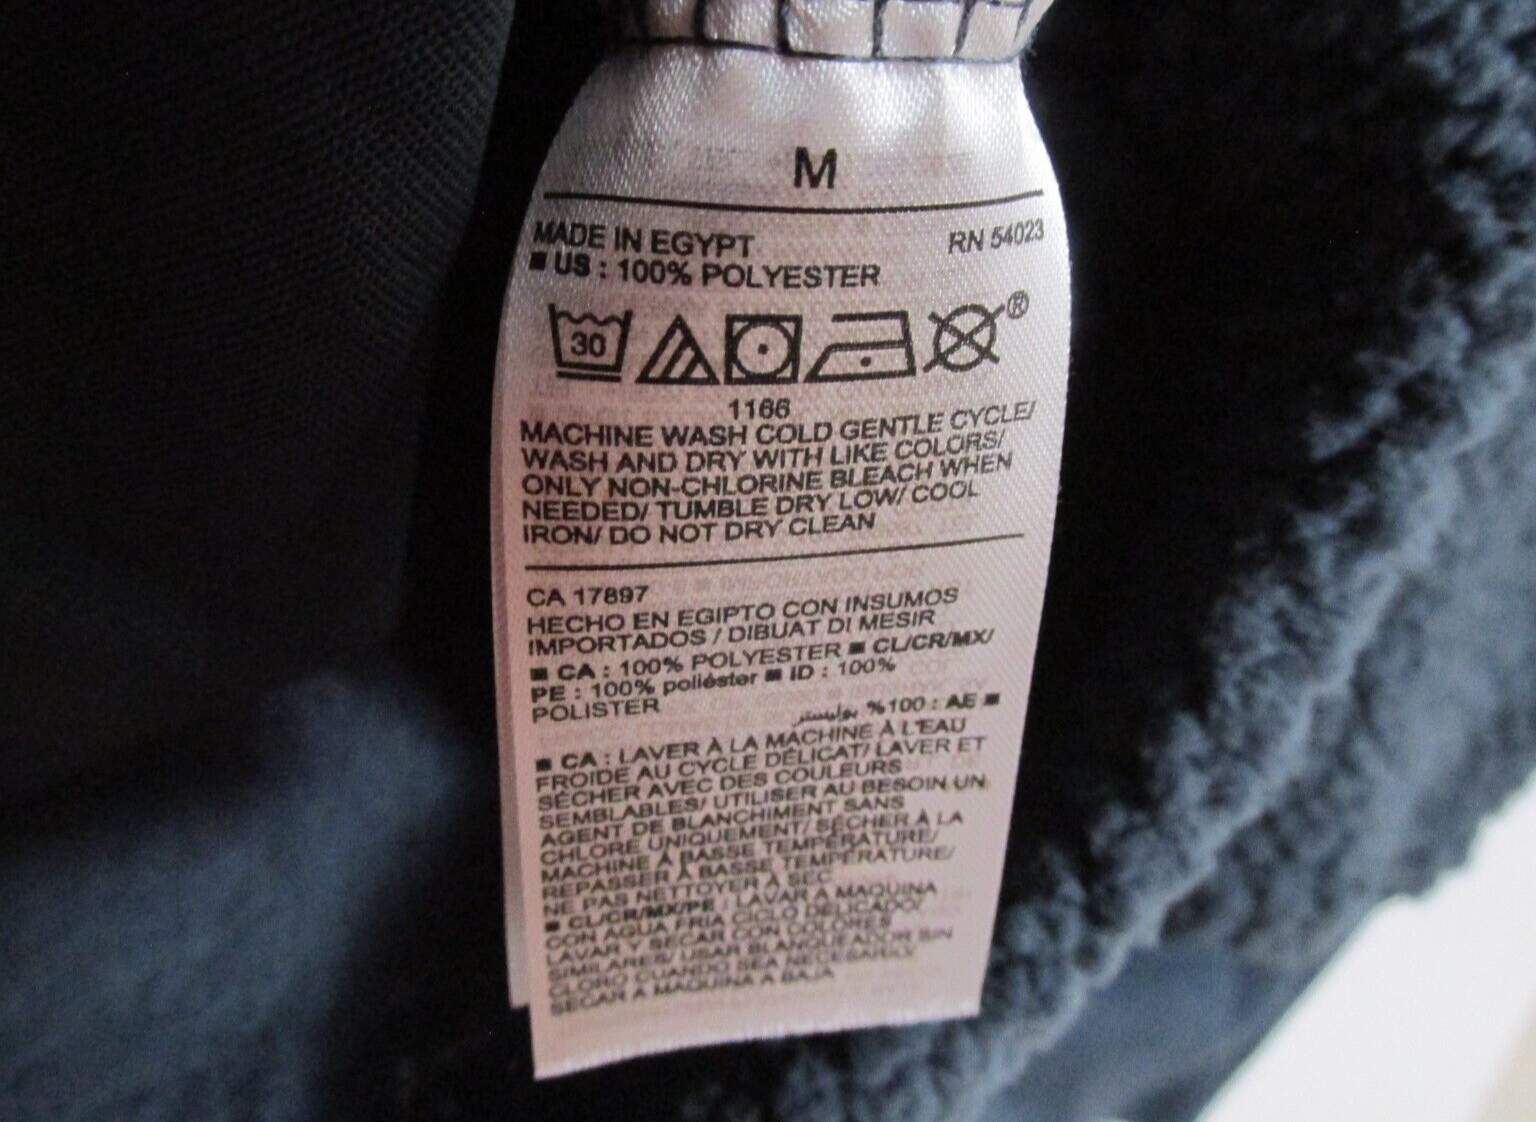 M
MADE IN EGYPT RN 54023
■ US : 100% POLYESTER
30 ®
1166
MACHINE WASH COLD GENTLE CYCLE/
WASH AND DRY WITH LIKE COLORS/
ONLY NON-CHLORINE BLEACH WHEN
NEEDED/ TUMBLE DRY LOW/ COOL
IRON/ DO NOT DRY CLEAN
CA 17897
HECHO EN EGIPTO CON INSUMOS
IMPORTADOS / DIBUAT DI MESIR
■ CA : 100% POLYESTER ■ CL/CR/MX/
PE : 100% poliéster ■ ID : 100%
POLISTER
■ AE : 100% بوليستر
■ CA : LAVER À LA MACHINE À L'EAU
FROIDE AU CYCLE DÉLICAT/ LAVER ET
SÉCHER AVEC DES COULEURS
SEMBLABLES/ UTILISER AU BESOIN UN
AGENT DE BLANCHIMENT SANS
CHLORE UNIQUEMENT/ SÉCHER À LA
MACHINE À BASSE TEMPÉRATURE/
REPASSER À BASSE TEMPÉRATURE/
NE PAS NETTOYER À SEC
■ CL/CR/MX/PE : LAVAR A MAQUINA
CON AGUA FRIA CICLO DELICADO/
LAVAR Y SECAR CON COLORES
SIMILARES/ USAR BLANQUEADOR SIN
CLORO CUANDO SEA NECESARIO/
SECAR A MAQUINA A BAJA